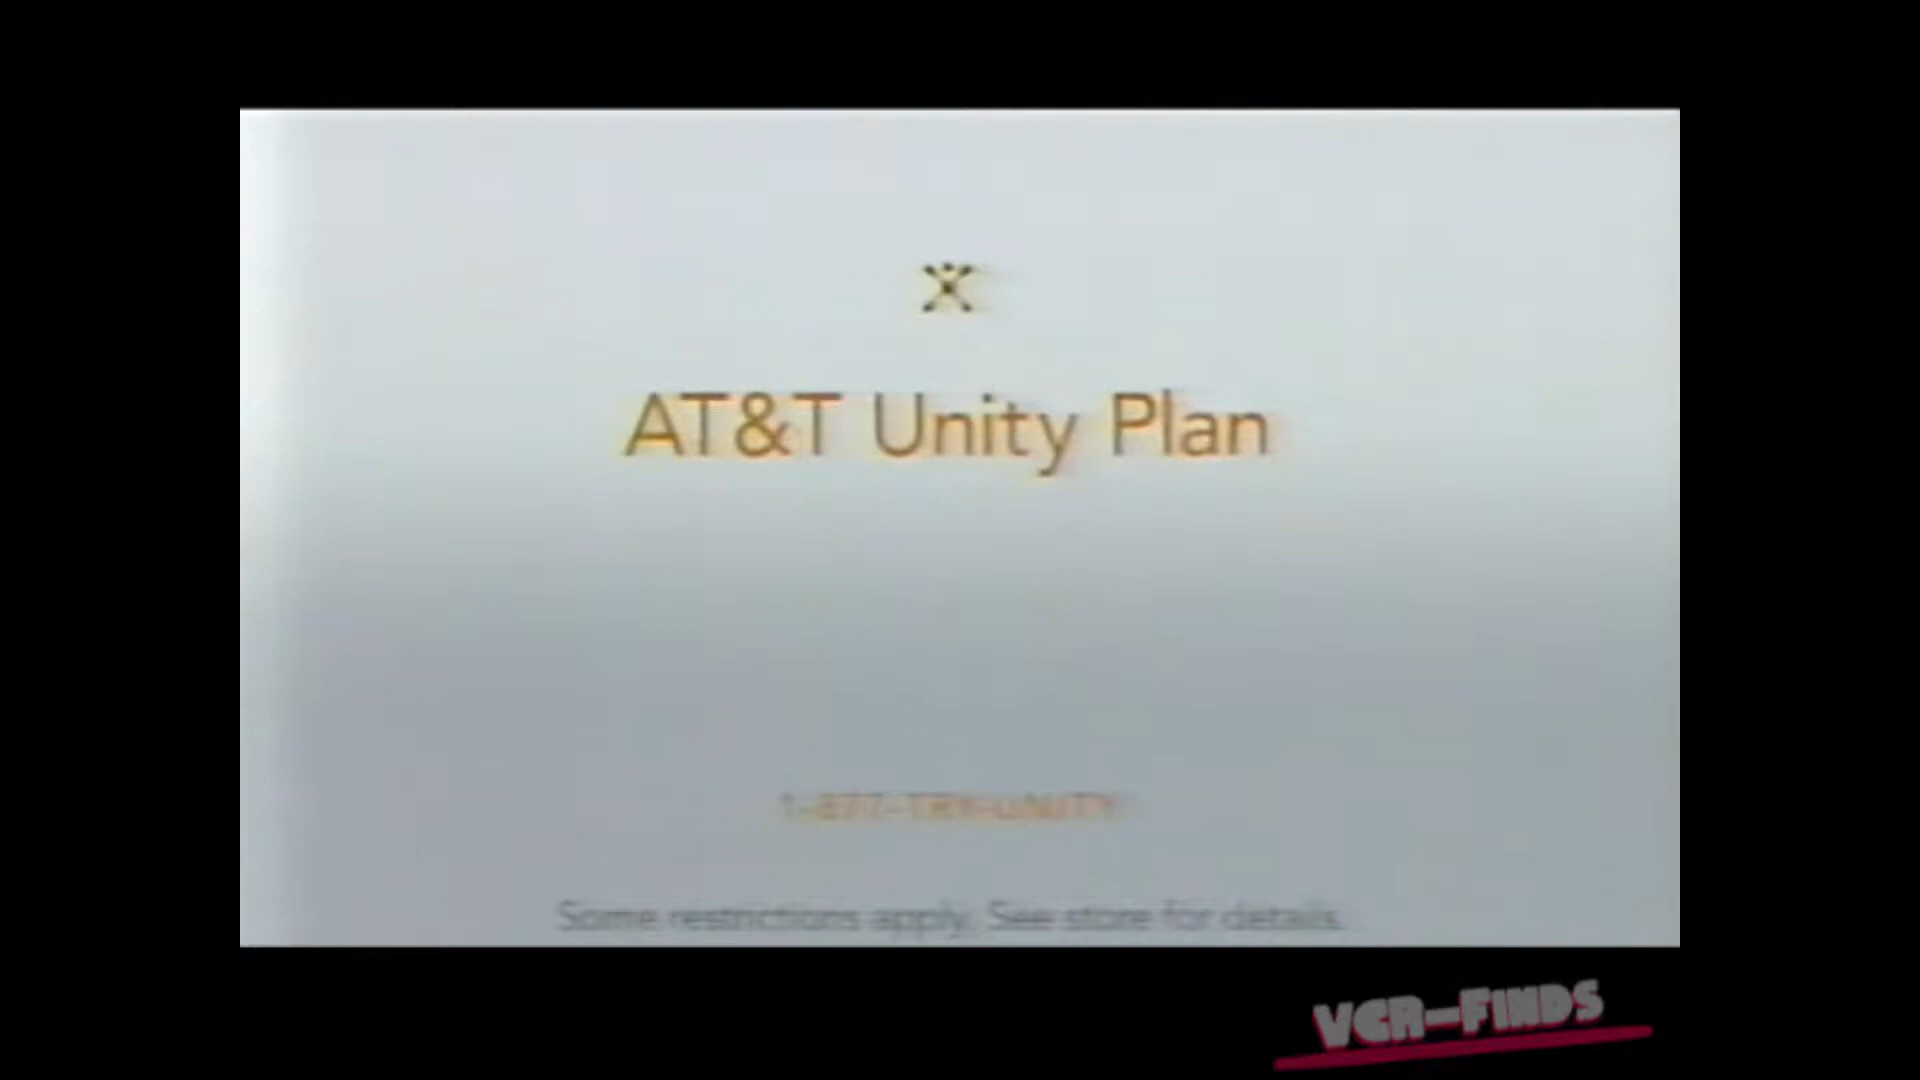 AT&T Unity Plan
1-877-TRY-UNITY
Some restrictions apply. See store for details.
VCR-FINDS